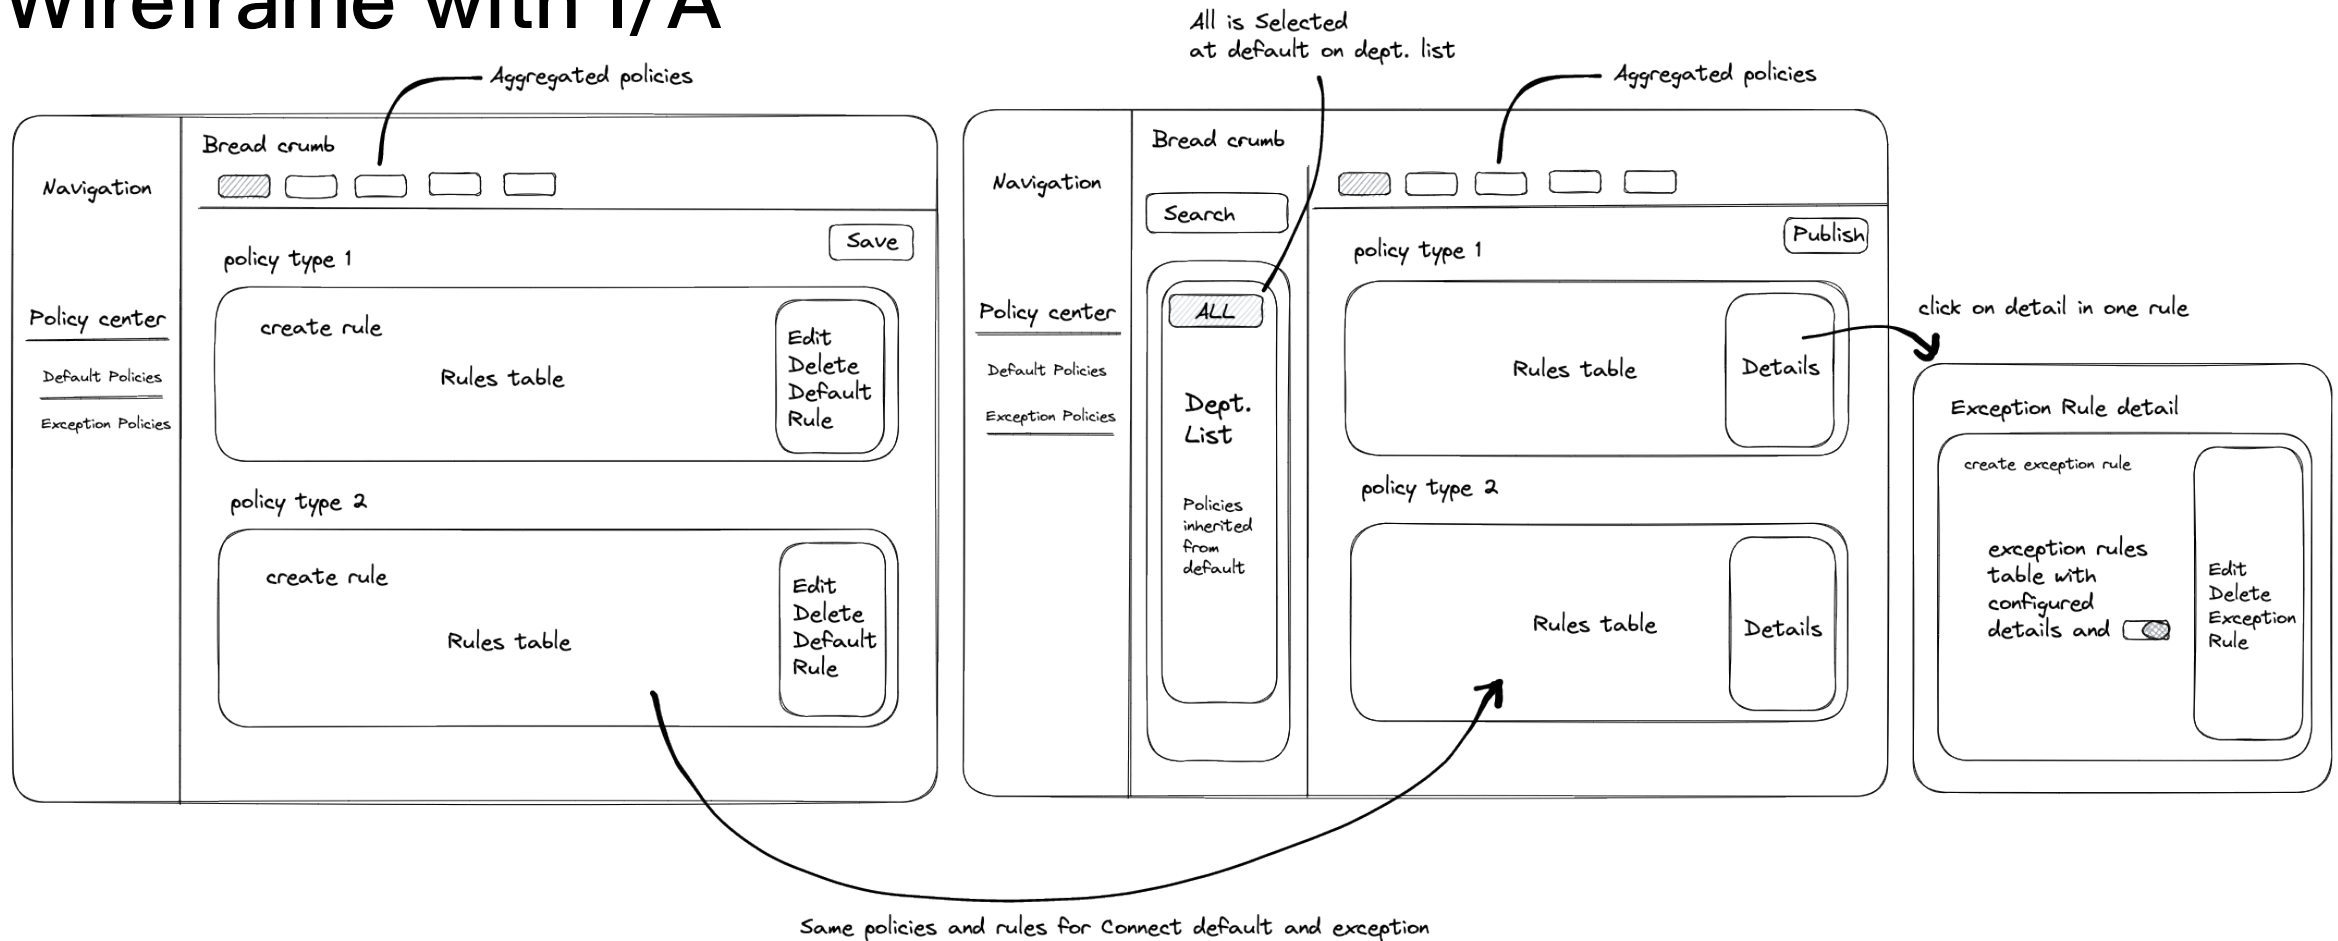 Wireframe with I/A
All is Selected
at default on dept. list
Aggregated policies
Aggregated policies
Bread crumb
Navigation
Save
policy type 1
create rule
Rules table
Edit
Delete
Default
Rule
Policy center
Default Policies
Exception Policies
policy type 2
create rule
Rules table
Edit
Delete
Default
Rule
Bread crumb
Navigation
Search
Publish
policy type 1
ALL
Policy center
Default Policies
Exception Policies
Dept.
List
Policies
inherited
from
default
Rules table
Details
policy type 2
Rules table
Details
click on detail in one rule
Exception Rule detail
create exception rule
exception rules
table with
configured
details and
Edit
Delete
Exception
Rule
Same policies and rules for Connect default and exception